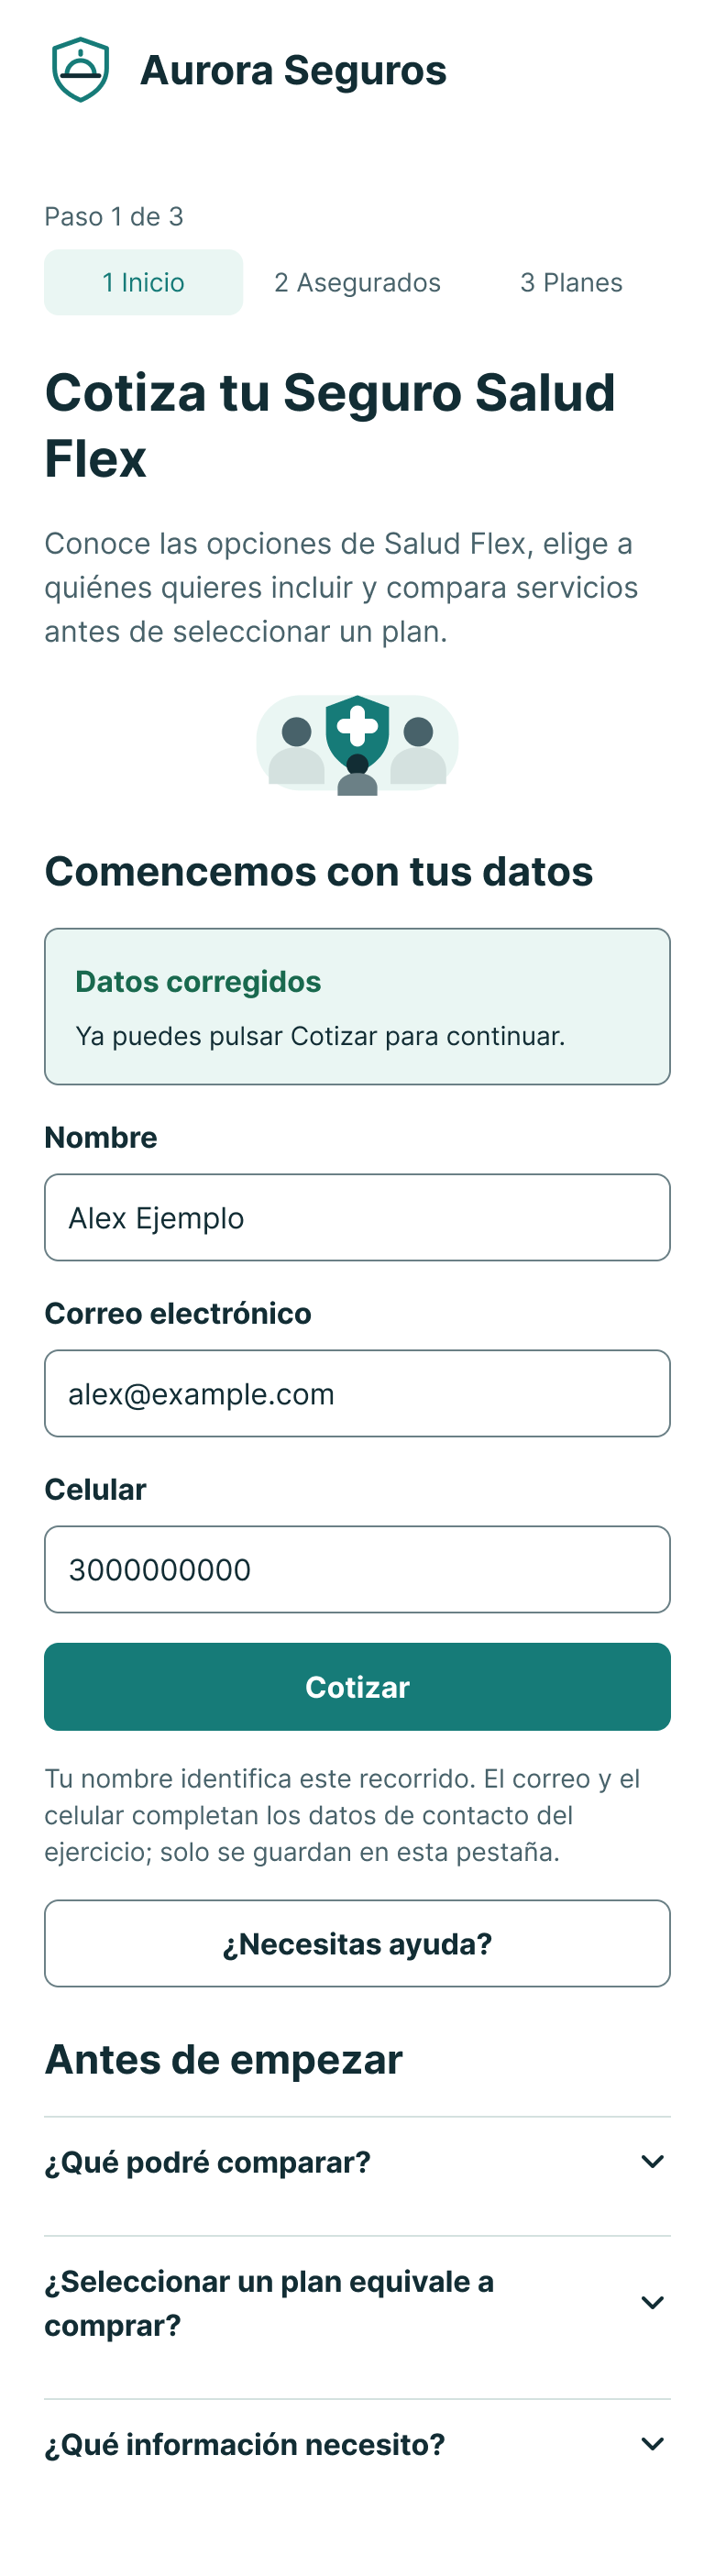 Aurora Seguros
Paso 1 de 3
1 Inicio
2 Asegurados
3 Planes
Cotiza tu Seguro Salud
Flex
Conoce las opciones de Salud Flex, elige a
quiénes quieres incluir y compara servicios
antes de seleccionar un plan.
Comencemos con tus datos
Datos corregidos
Ya puedes pulsar Cotizar para continuar.
Nombre
Alex Ejemplo
Correo electrónico
alex@example.com
Celular
3000000000
Cotizar
Tu nombre identifica este recorrido. El correo y el
celular completan los datos de contacto del
ejercicio; solo se guardan en esta pestaña.
¿Necesitas ayuda?
Antes de empezar
¿Qué podré comparar?
¿Seleccionar un plan equivale a
comprar?
¿Qué información necesito?